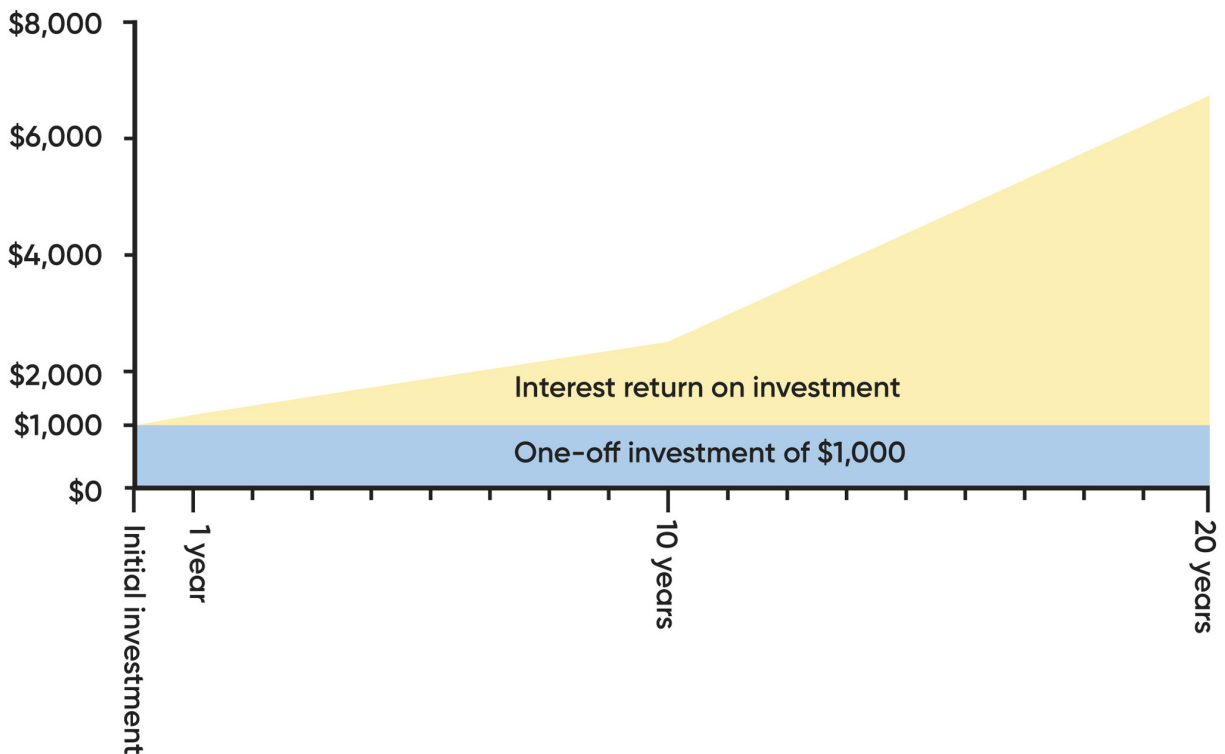 $8,000
$6,000
$4,000
$2,000
$1,000
$0
Interest return on investment
One-off investment of $1,000
Initial investment
1 year
10 years
20 years